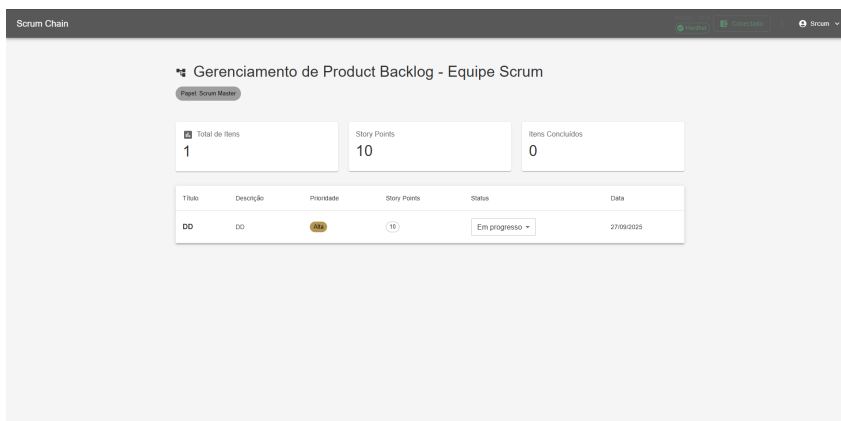 Scrum Chain
Hardhat
Conectado
Srcum
Gerenciamento de Product Backlog - Equipe Scrum
Papel: Scrum Master
Total de Itens
1
Story Points
10
Itens Concluídos
0
Título Descrição Prioridade Story Points Status Data
DD DD Alta 10 Em progresso 27/09/2025